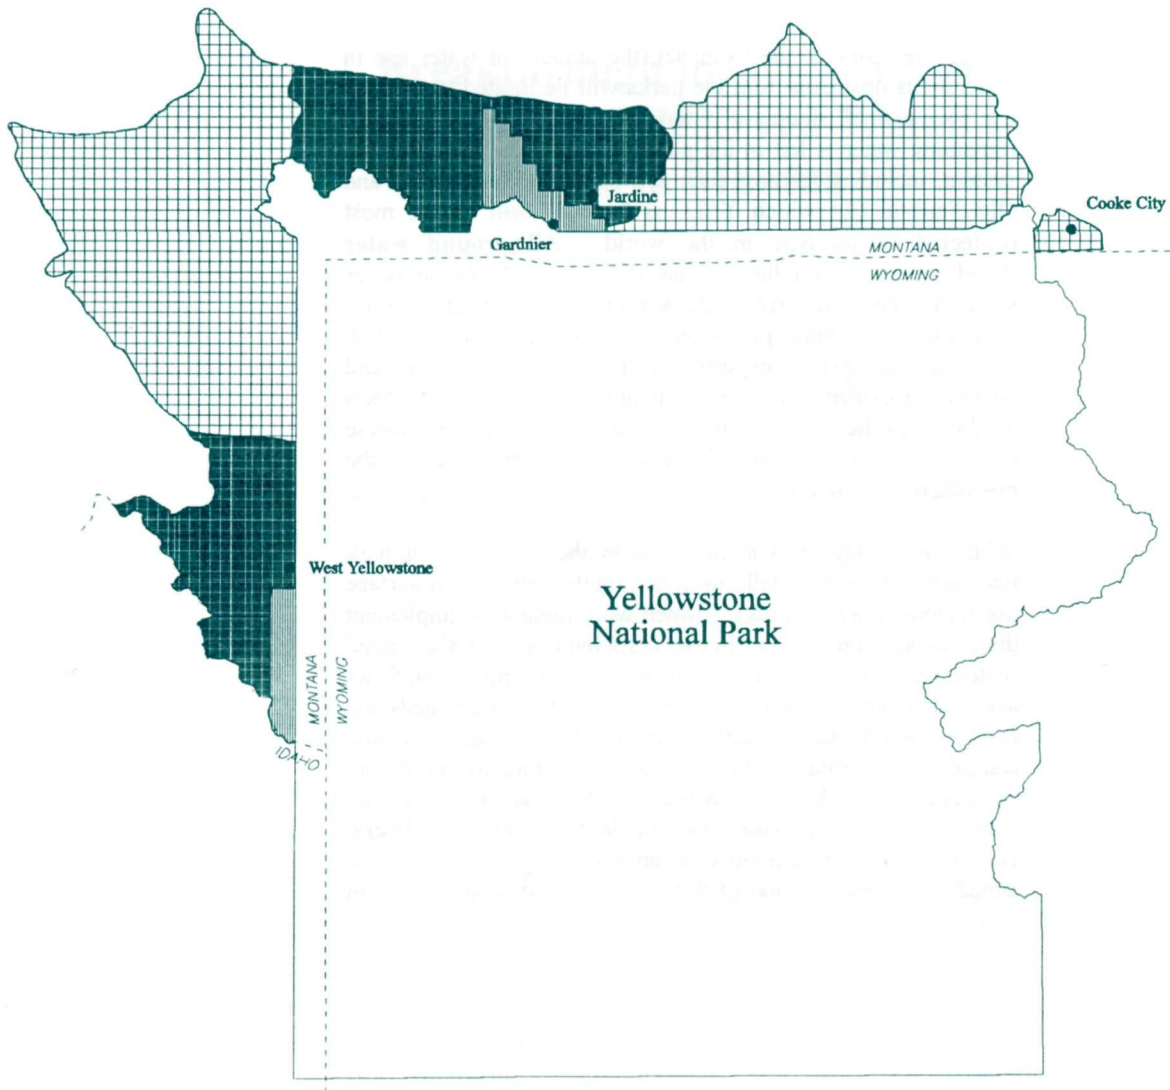 Jardine
Cooke City
Gardnier
MONTANA
WYOMING
West Yellowstone
Yellowstone
National Park
MONTANA
WYOMING
IDAHO